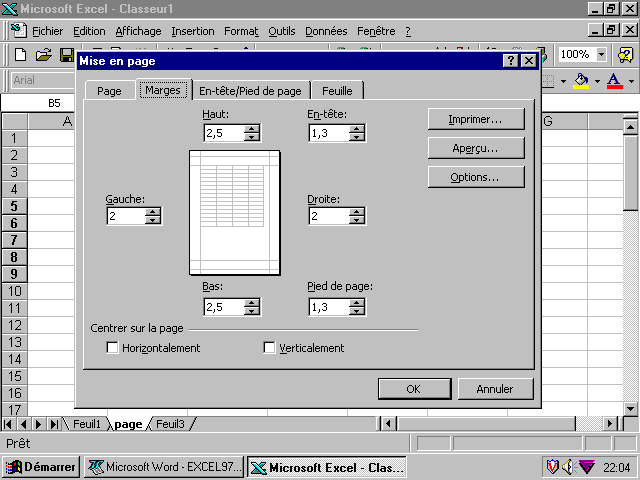 Microsoft Excel - Classeur1
Fichier Edition Affichage Insertion Format Outils Données Fenêtre ?
100%
Mise en page
Arial
Page Marges En-tête/Pied de page Feuille
B5
Haut: En-tête: Imprimer...
2,5 1,3
Aperçu...
Options...
Gauche: Droite:
2 2
Bas: Pied de page:
2,5 1,3
Centrer sur la page
Horizontalement Verticalement
OK Annuler
A G
1
2
3
4
5
6
7
8
9
10
11
12
13
14
15
16
17
Feuil1 page Feuil3
Prêt
Démarrer Microsoft Word - EXCEL97... Microsoft Excel - Clas... 22:04